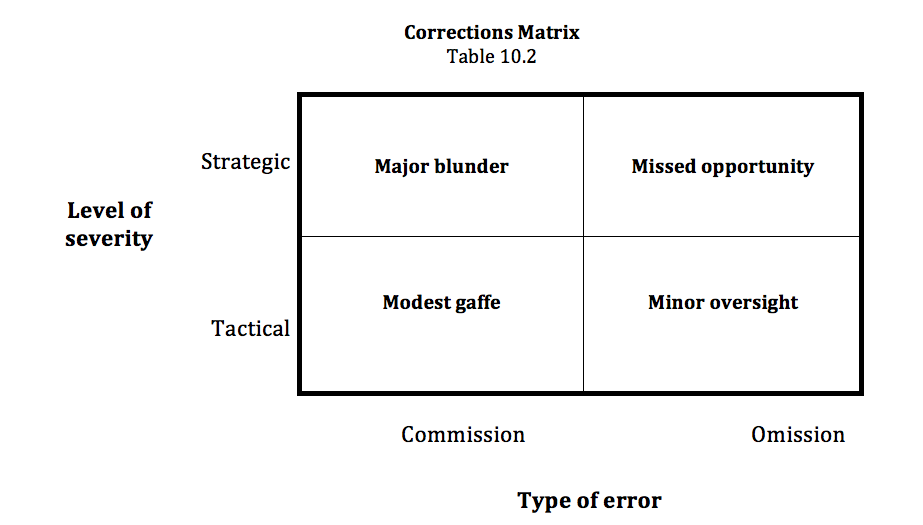 Corrections Matrix
Table 10.2
Strategic
Major blunder
Missed opportunity
Level of
severity
Modest gaffe
Minor oversight
Tactical
Commission
Omission
Type of error